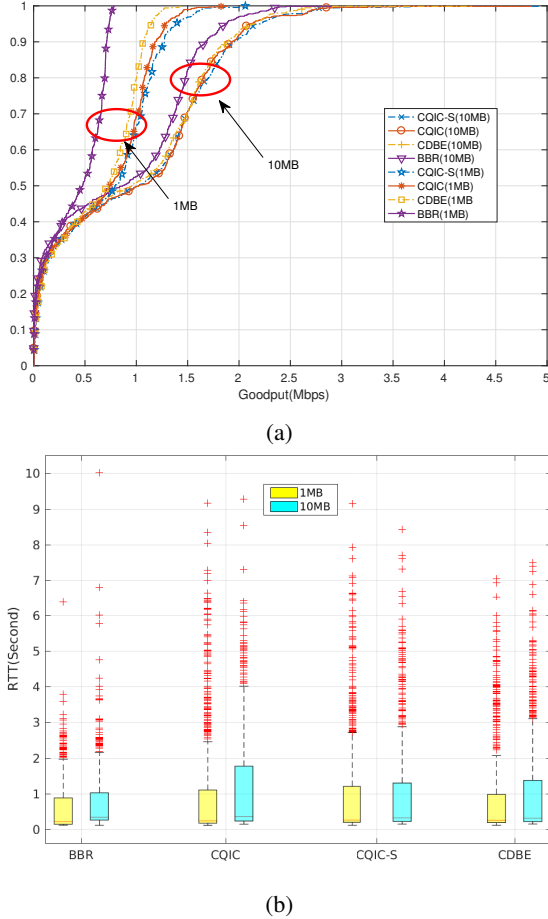 1
0.9
0.8
0.7
0.6
0.5
0.4
0.3
0.2
0.1
0
1MB
10MB
CQIC-S(10MB)
CQIC(10MB)
CDBE(10MB)
BBR(10MB)
CQIC-S(1MB)
CQIC(1MB)
CDBE(1MB
BBR(1MB)
0 0.5 1 1.5 2 2.5 3 3.5 4 4.5 5
Goodput(Mbps)
(a)
RTT(Second)
10
9
8
7
6
5
4
3
2
1
0
1MB
10MB
BBR CQIC CQIC-S CDBE
(b)